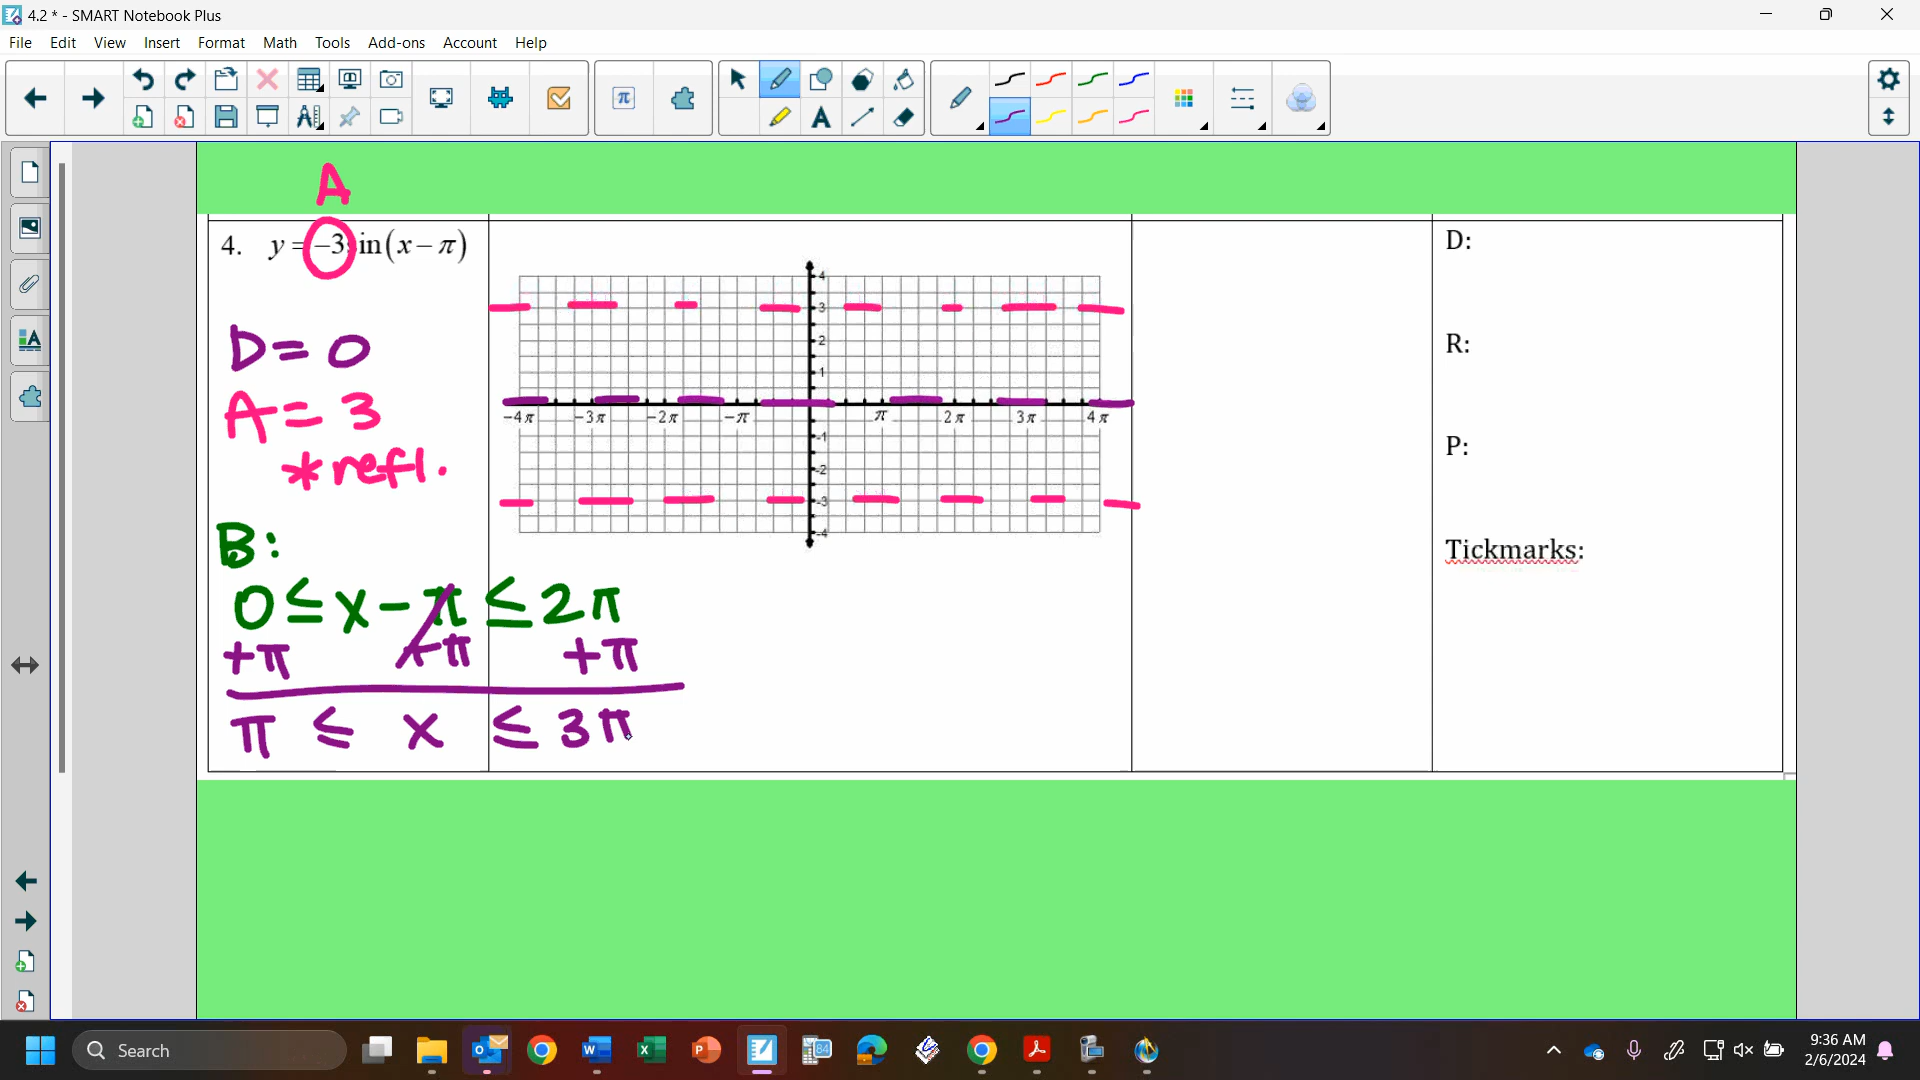 4.2 * - SMART Notebook Plus
File Edit View Insert Format Math Tools Add-ons Account Help
π
A
A
4. y = -3sin(x - π)
D = 0
A = 3
* refl.
B:
0 ≤ x - π ≤ 2π
+π +π +π
π ≤ x ≤ 3π
4
3
2
1
-4π -3π -2π -π π 2π 3π 4π
-1
-2
-3
-4
D:
R:
P:
Tickmarks:
Search
84
9:36 AM
2/6/2024